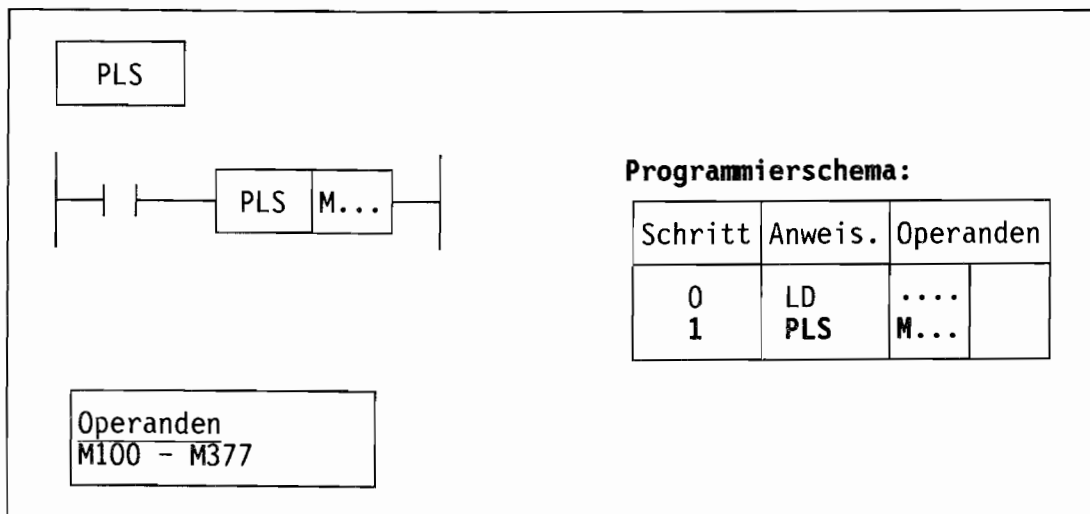 PLS
PLS M...
Programmierschema:
Schritt Anweis. Operanden
0 LD ....
1 PLS M...
Operanden
M100 - M377